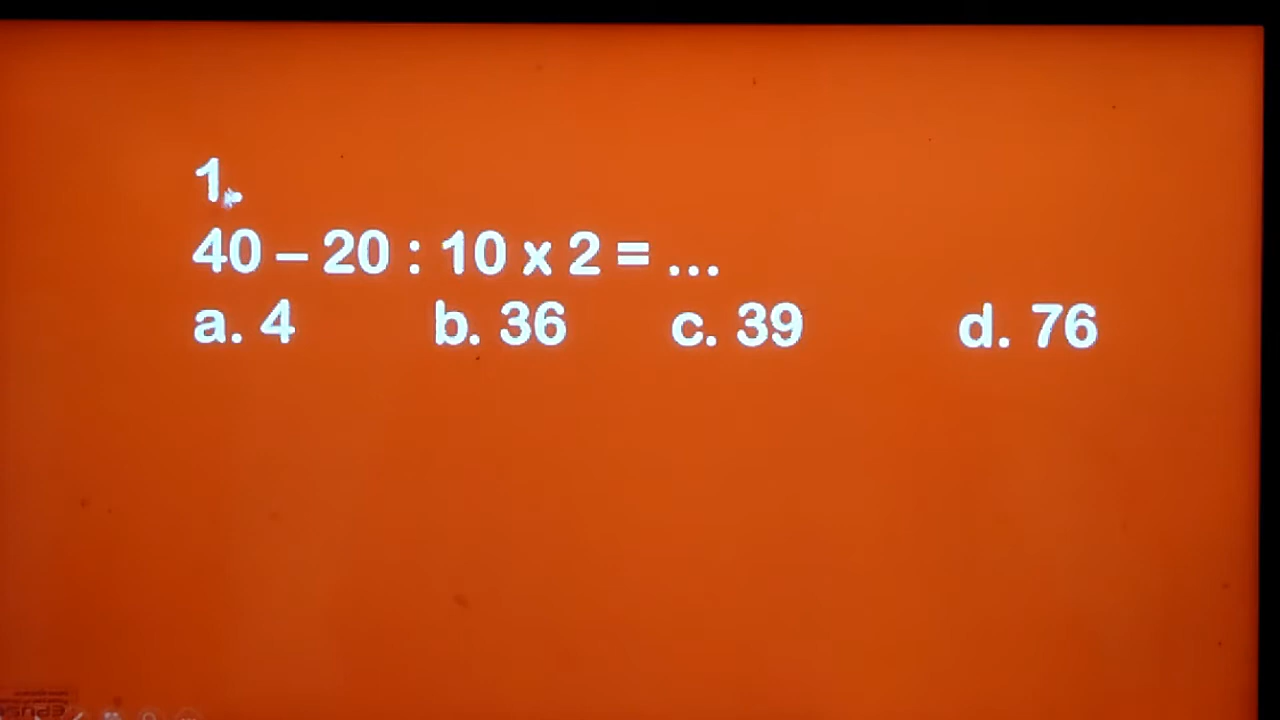 1.
40 – 20 : 10 x 2 = ...
a. 4 b. 36 c. 39 d. 76